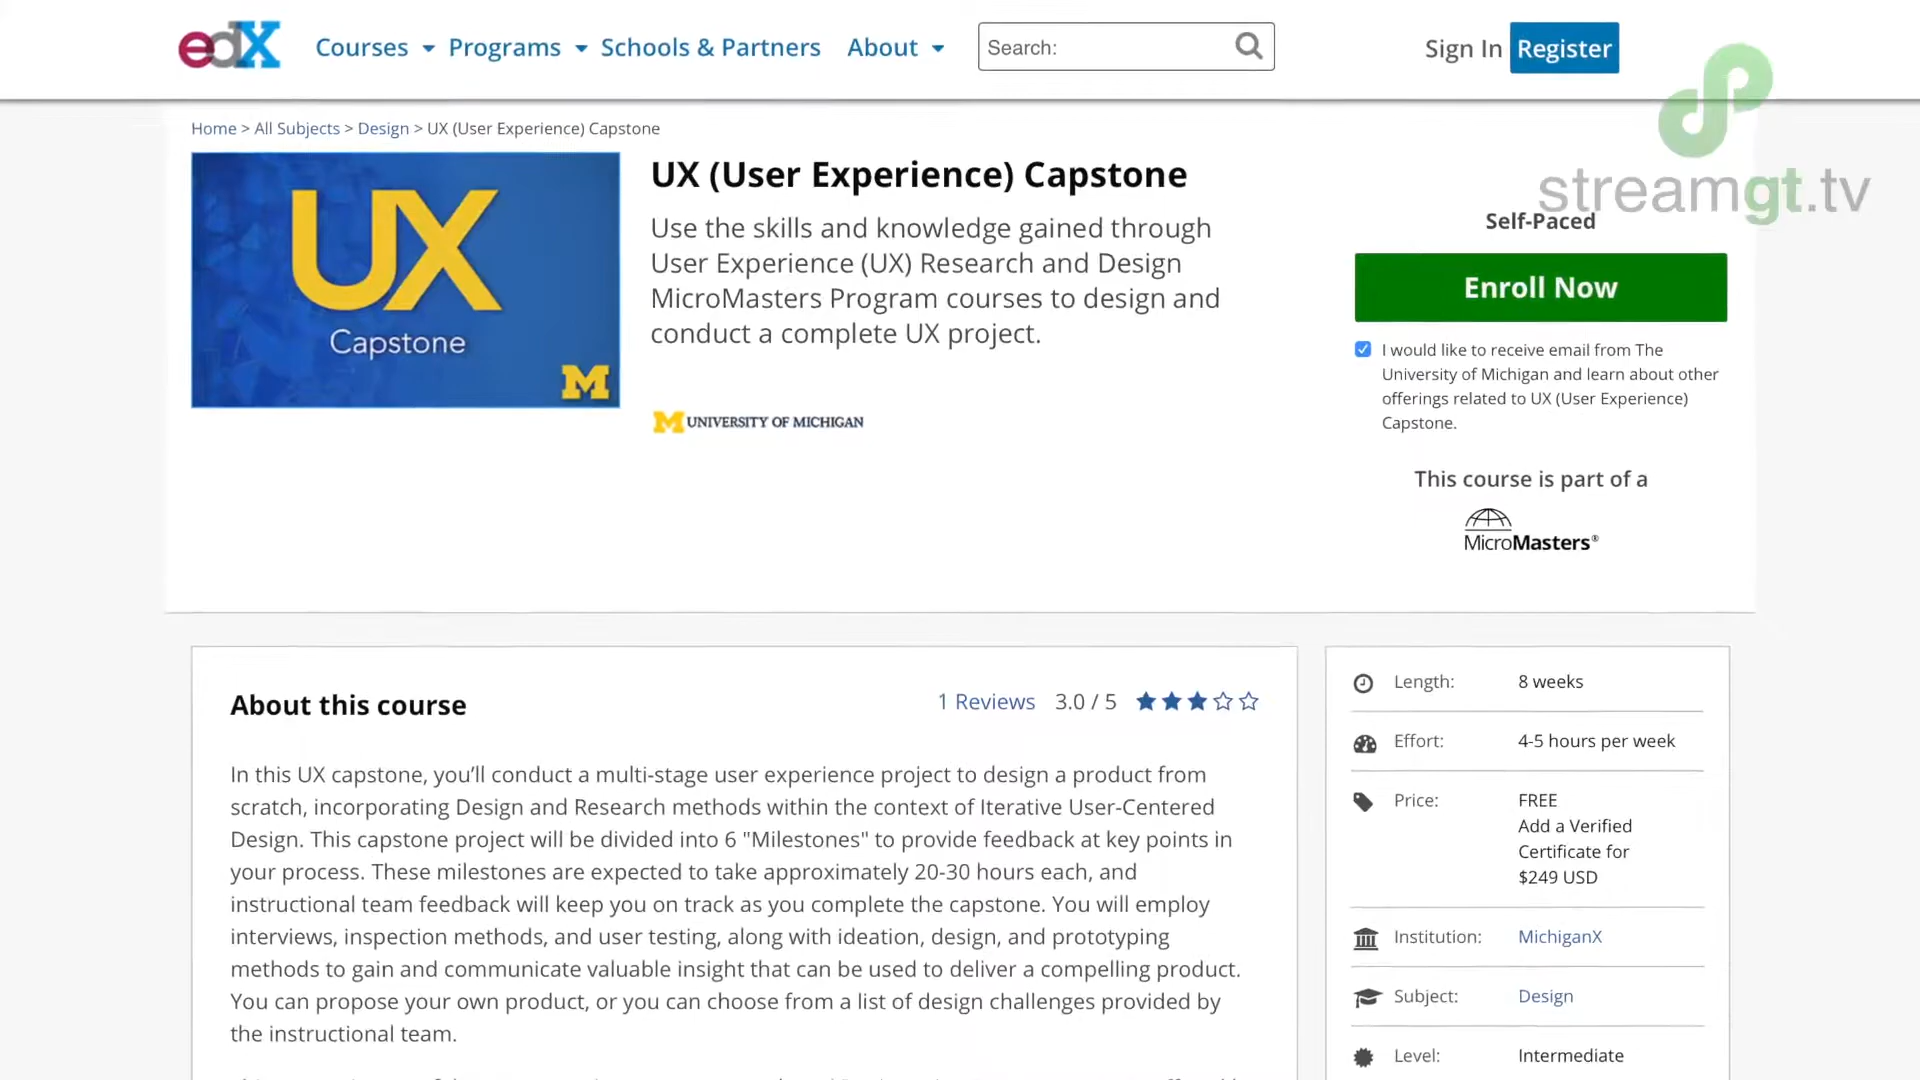 edX Courses Programs Schools & Partners About Search: Sign In Register
streamgt.tv
Home > All Subjects > Design > UX (User Experience) Capstone
UX
Capstone
M
UX (User Experience) Capstone
Use the skills and knowledge gained through
User Experience (UX) Research and Design
MicroMasters Program courses to design and
conduct a complete UX project.
M UNIVERSITY OF MICHIGAN
Self-Paced
Enroll Now
I would like to receive email from The
University of Michigan and learn about other
offerings related to UX (User Experience)
Capstone.
This course is part of a
MicroMasters®
About this course
1 Reviews 3.0 / 5
In this UX capstone, you’ll conduct a multi-stage user experience project to design a product from
scratch, incorporating Design and Research methods within the context of Iterative User-Centered
Design. This capstone project will be divided into 6 "Milestones" to provide feedback at key points in
your process. These milestones are expected to take approximately 20-30 hours each, and
instructional team feedback will keep you on track as you complete the capstone. You will employ
interviews, inspection methods, and user testing, along with ideation, design, and prototyping
methods to gain and communicate valuable insight that can be used to deliver a compelling product.
You can propose your own product, or you can choose from a list of design challenges provided by
the instructional team.
Length: 8 weeks
Effort: 4-5 hours per week
Price: FREE
Add a Verified
Certificate for
$249 USD
Institution: MichiganX
Subject: Design
Level: Intermediate